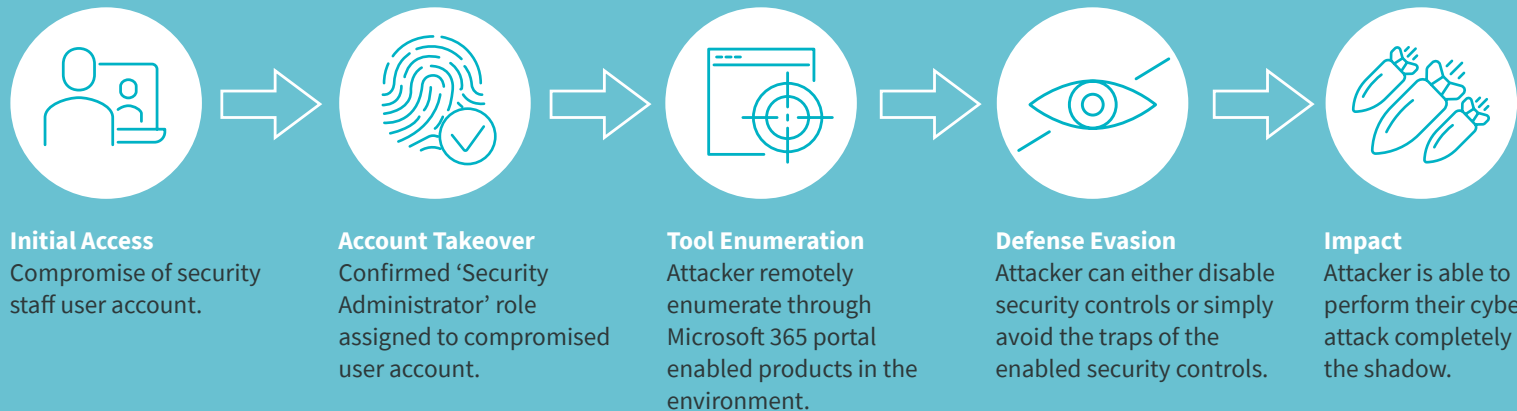 Initial Access
Compromise of security
staff user account.
Account Takeover
Confirmed ‘Security
Administrator’ role
assigned to compromised
user account.
Tool Enumeration
Attacker remotely
enumerate through
Microsoft 365 portal
enabled products in the
environment.
Defense Evasion
Attacker can either disable
security controls or simply
avoid the traps of the
enabled security controls.
Impact
Attacker is able to
perform their
attack completely
the shadow.